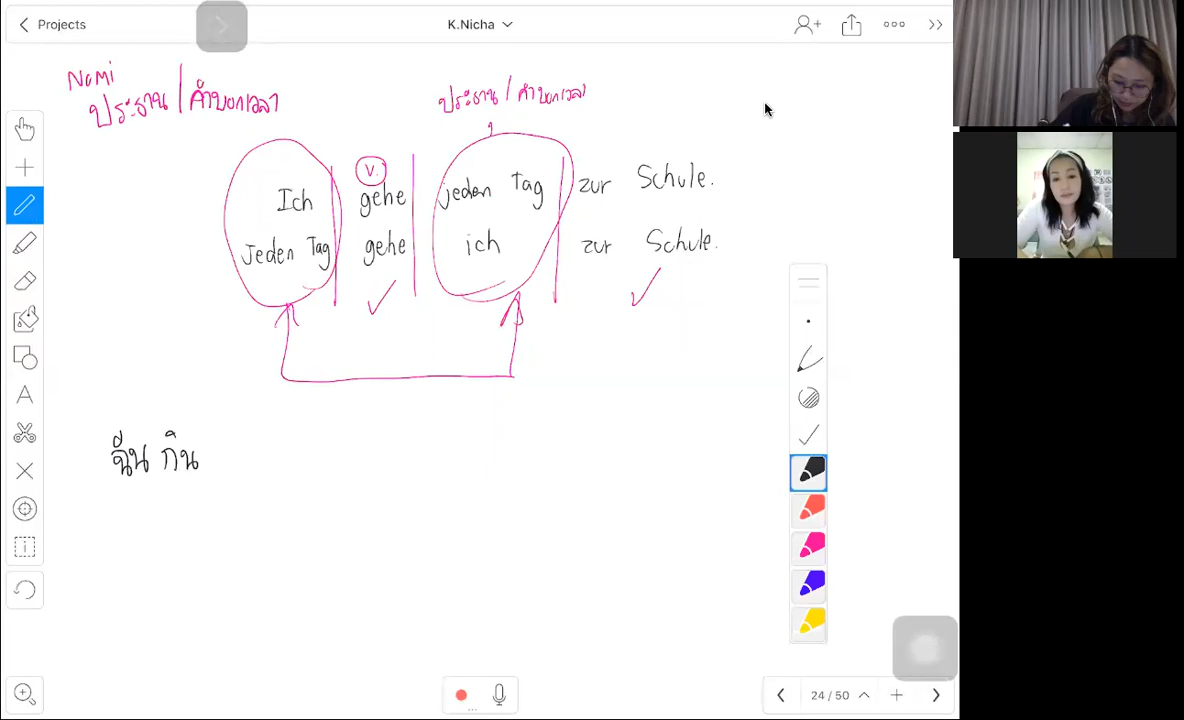 Projects
K.Nicha
Nomi
ประธาน | คำบอกเวลา
ประธาน | คำบอกเวลา
Ich | gehe | jeden Tag | zur Schule.
v.
Jeden Tag | gehe | ich | zur Schule.
ฉัน กิน
24 / 50